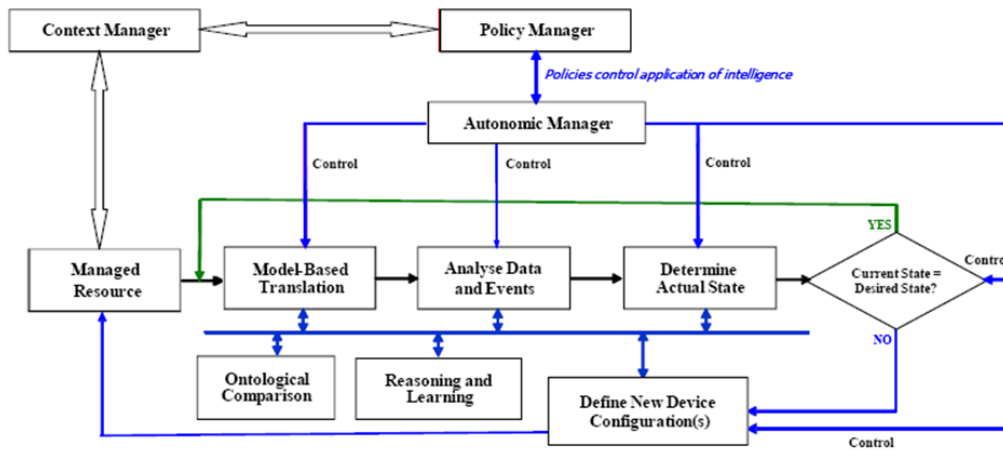 Context Manager
Policy Manager
Policies control application of intelligence
Autonomic Manager
Control
Control
Control
YES
Managed
Resource
Model-Based
Translation
Analyse Data
and Events
Determine
Actual State
Current State =
Desired State?
Contro
NO
Ontological
Comparison
Reasoning and
Learning
Define New Device
Configuration(s)
Control